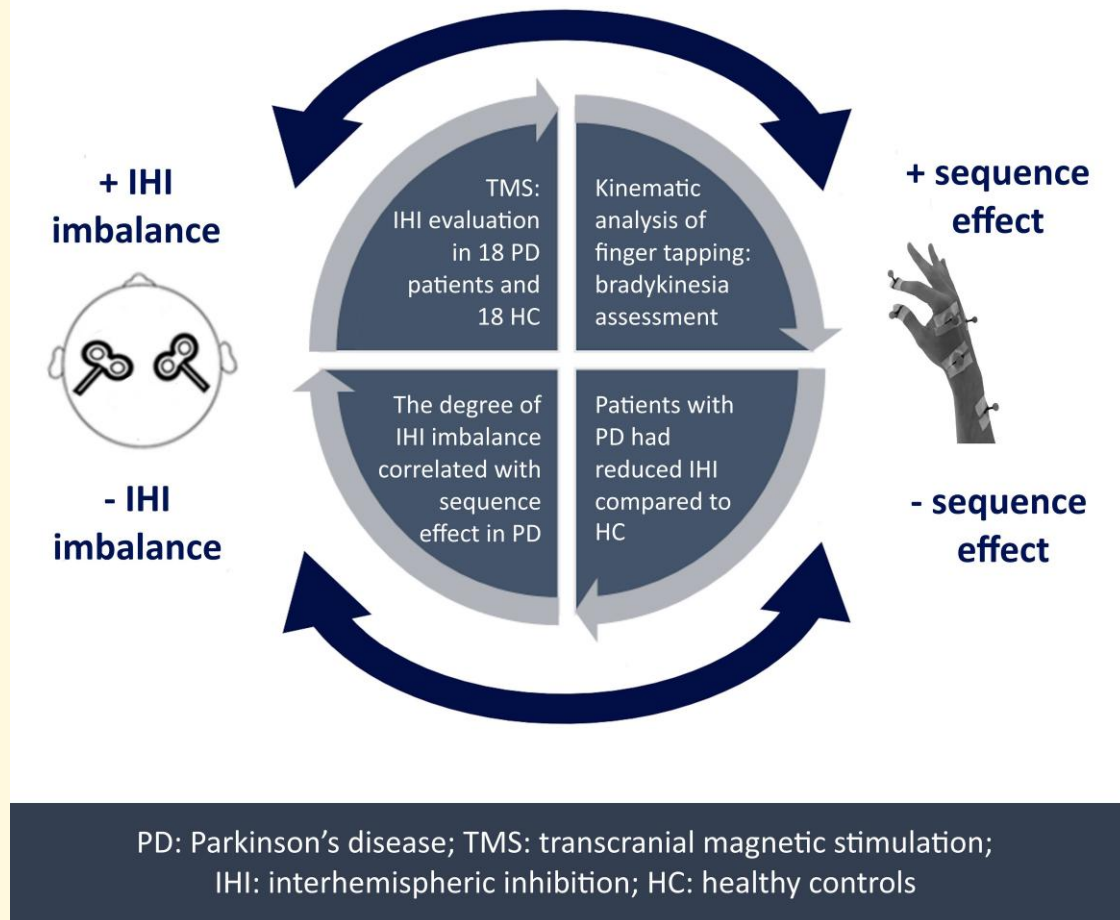 + IHI
imbalance
TMS:
IHI evaluation
in 18 PD
patients and
18 HC
Kinematic
analysis of
finger tapping:
bradykinesia
assessment
+ sequence
effect
- IHI
imbalance
The degree of
IHI imbalance
correlated with
sequence
effect in PD
Patients with
PD had
reduced IHI
compared to
HC
- sequence
effect
PD: Parkinson’s disease; TMS: transcranial magnetic stimulation;
IHI: interhemispheric inhibition; HC: healthy controls